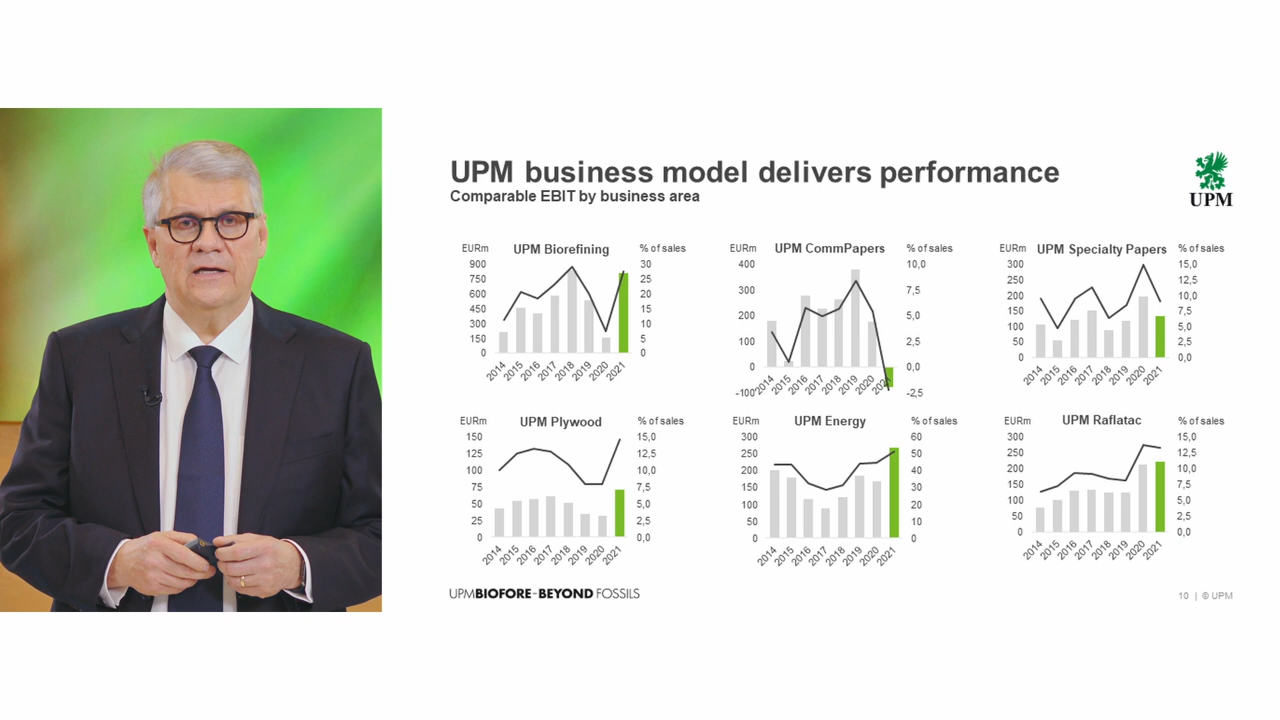 UPM business model delivers performance
Comparable EBIT by business area
UPM
EURm UPM Biorefining % of sales
900 30
750 25
600 20
450 15
300 10
150 5
0 0
2014 2015 2016 2017 2018 2019 2020 2021
EURm UPM CommPapers % of sales
400 10,0
300 7,5
200 5,0
100 2,5
0 0,0
-100 -2,5
2014 2015 2016 2017 2018 2019 2020 2021
EURm UPM Specialty Papers % of sales
300 15,0
250 12,5
200 10,0
150 7,5
100 5,0
50 2,5
0 0,0
2014 2015 2016 2017 2018 2019 2020 2021
EURm UPM Plywood % of sales
150 15,0
125 12,5
100 10,0
75 7,5
50 5,0
25 2,5
0 0,0
2014 2015 2016 2017 2018 2019 2020 2021
EURm UPM Energy % of sales
300 60
250 50
200 40
150 30
100 20
50 10
0 0
2014 2015 2016 2017 2018 2019 2020 2021
EURm UPM Raflatac % of sales
300 15,0
250 12,5
200 10,0
150 7,5
100 5,0
50 2,5
0 0,0
2014 2015 2016 2017 2018 2019 2020 2021
UPM BIOFORE-BEYOND FOSSILS
10 | © UPM